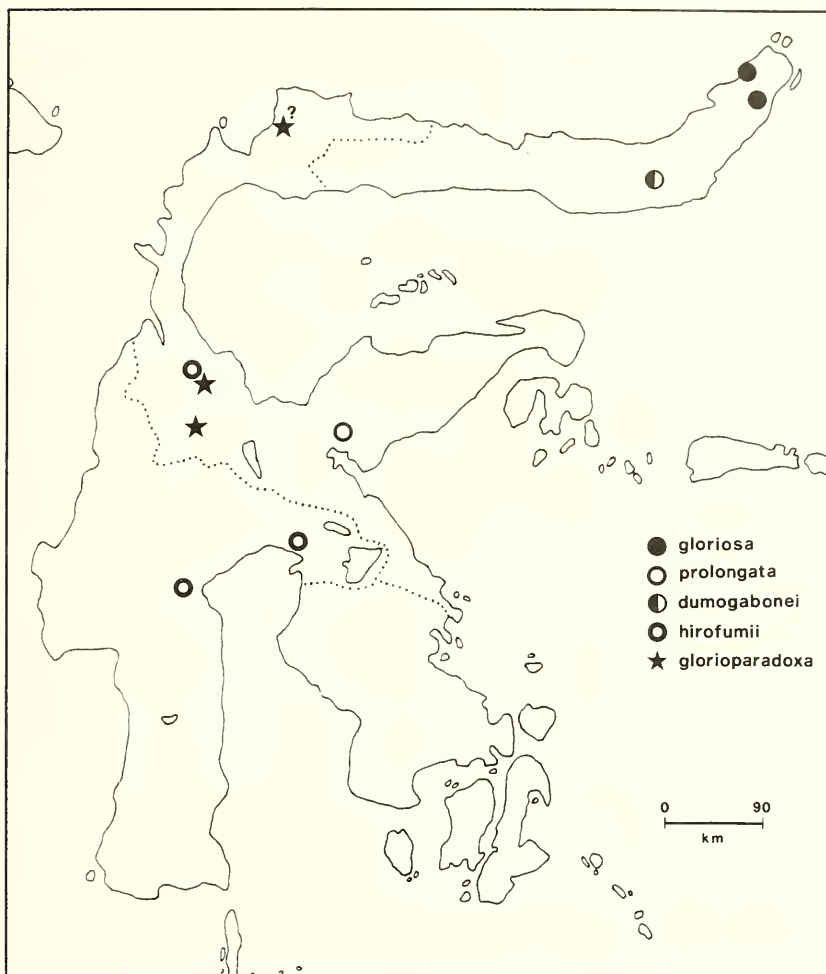 ?
gloriosa
prolongata
dumogabonei
hirofumii
glorioparadoxa
0 90
km